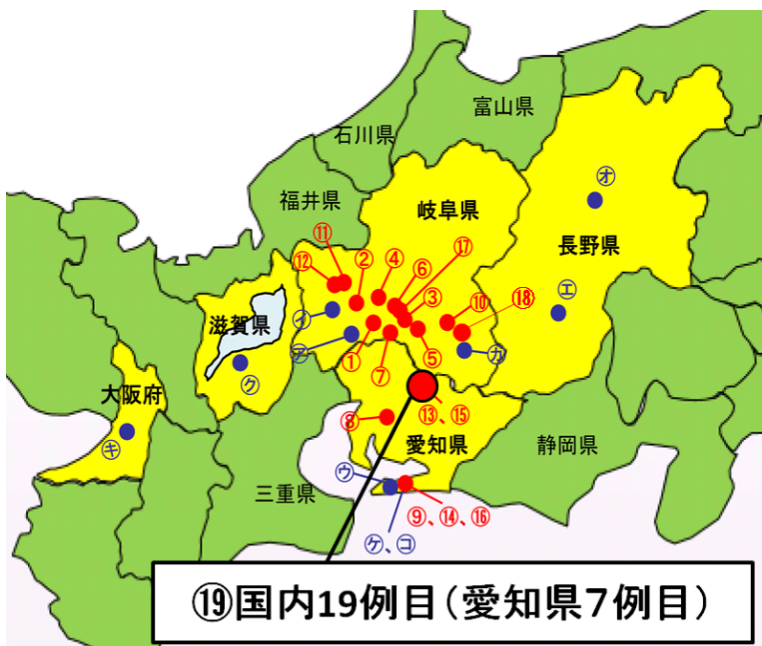 富山県
石川県
福井県
岐阜県
長野県
滋賀県
大阪府
愛知県
静岡県
三重県
⑪
⑫
②
④
⑥
⑰
③
⑩
⑱
①
⑦
⑤
⑧
⑬、⑮
⑨、⑭、⑯
㋔
㋓
㋑
㋐
㋕
㋗
㋖
㋒
㋘、㋙
⑲国内19例目(愛知県7例目)